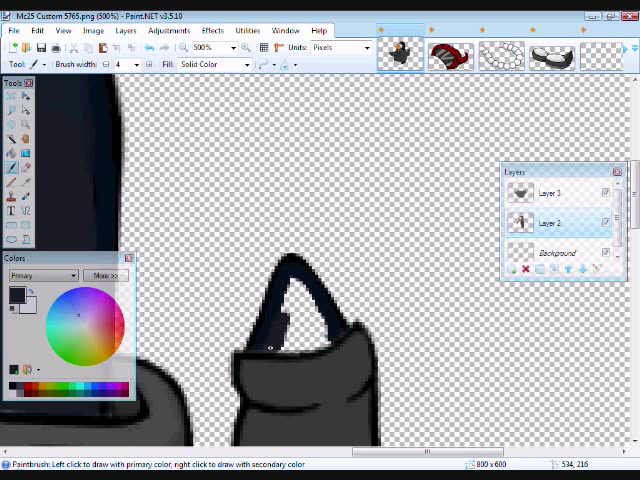 Mc25 Custom 5765.png (500%) - Paint.NET v3.5.10
File Edit View Image Layers Adjustments Effects Utilities Window Help
500% Units: Pixels
Tool: Brush width: 4 Fill: Solid Color
Tools
Layers
Layer 3
Layer 2
Background
Colors
Primary More >>
Paintbrush: Left click to draw with primary color, right click to draw with secondary color 800 x 600 534, 216